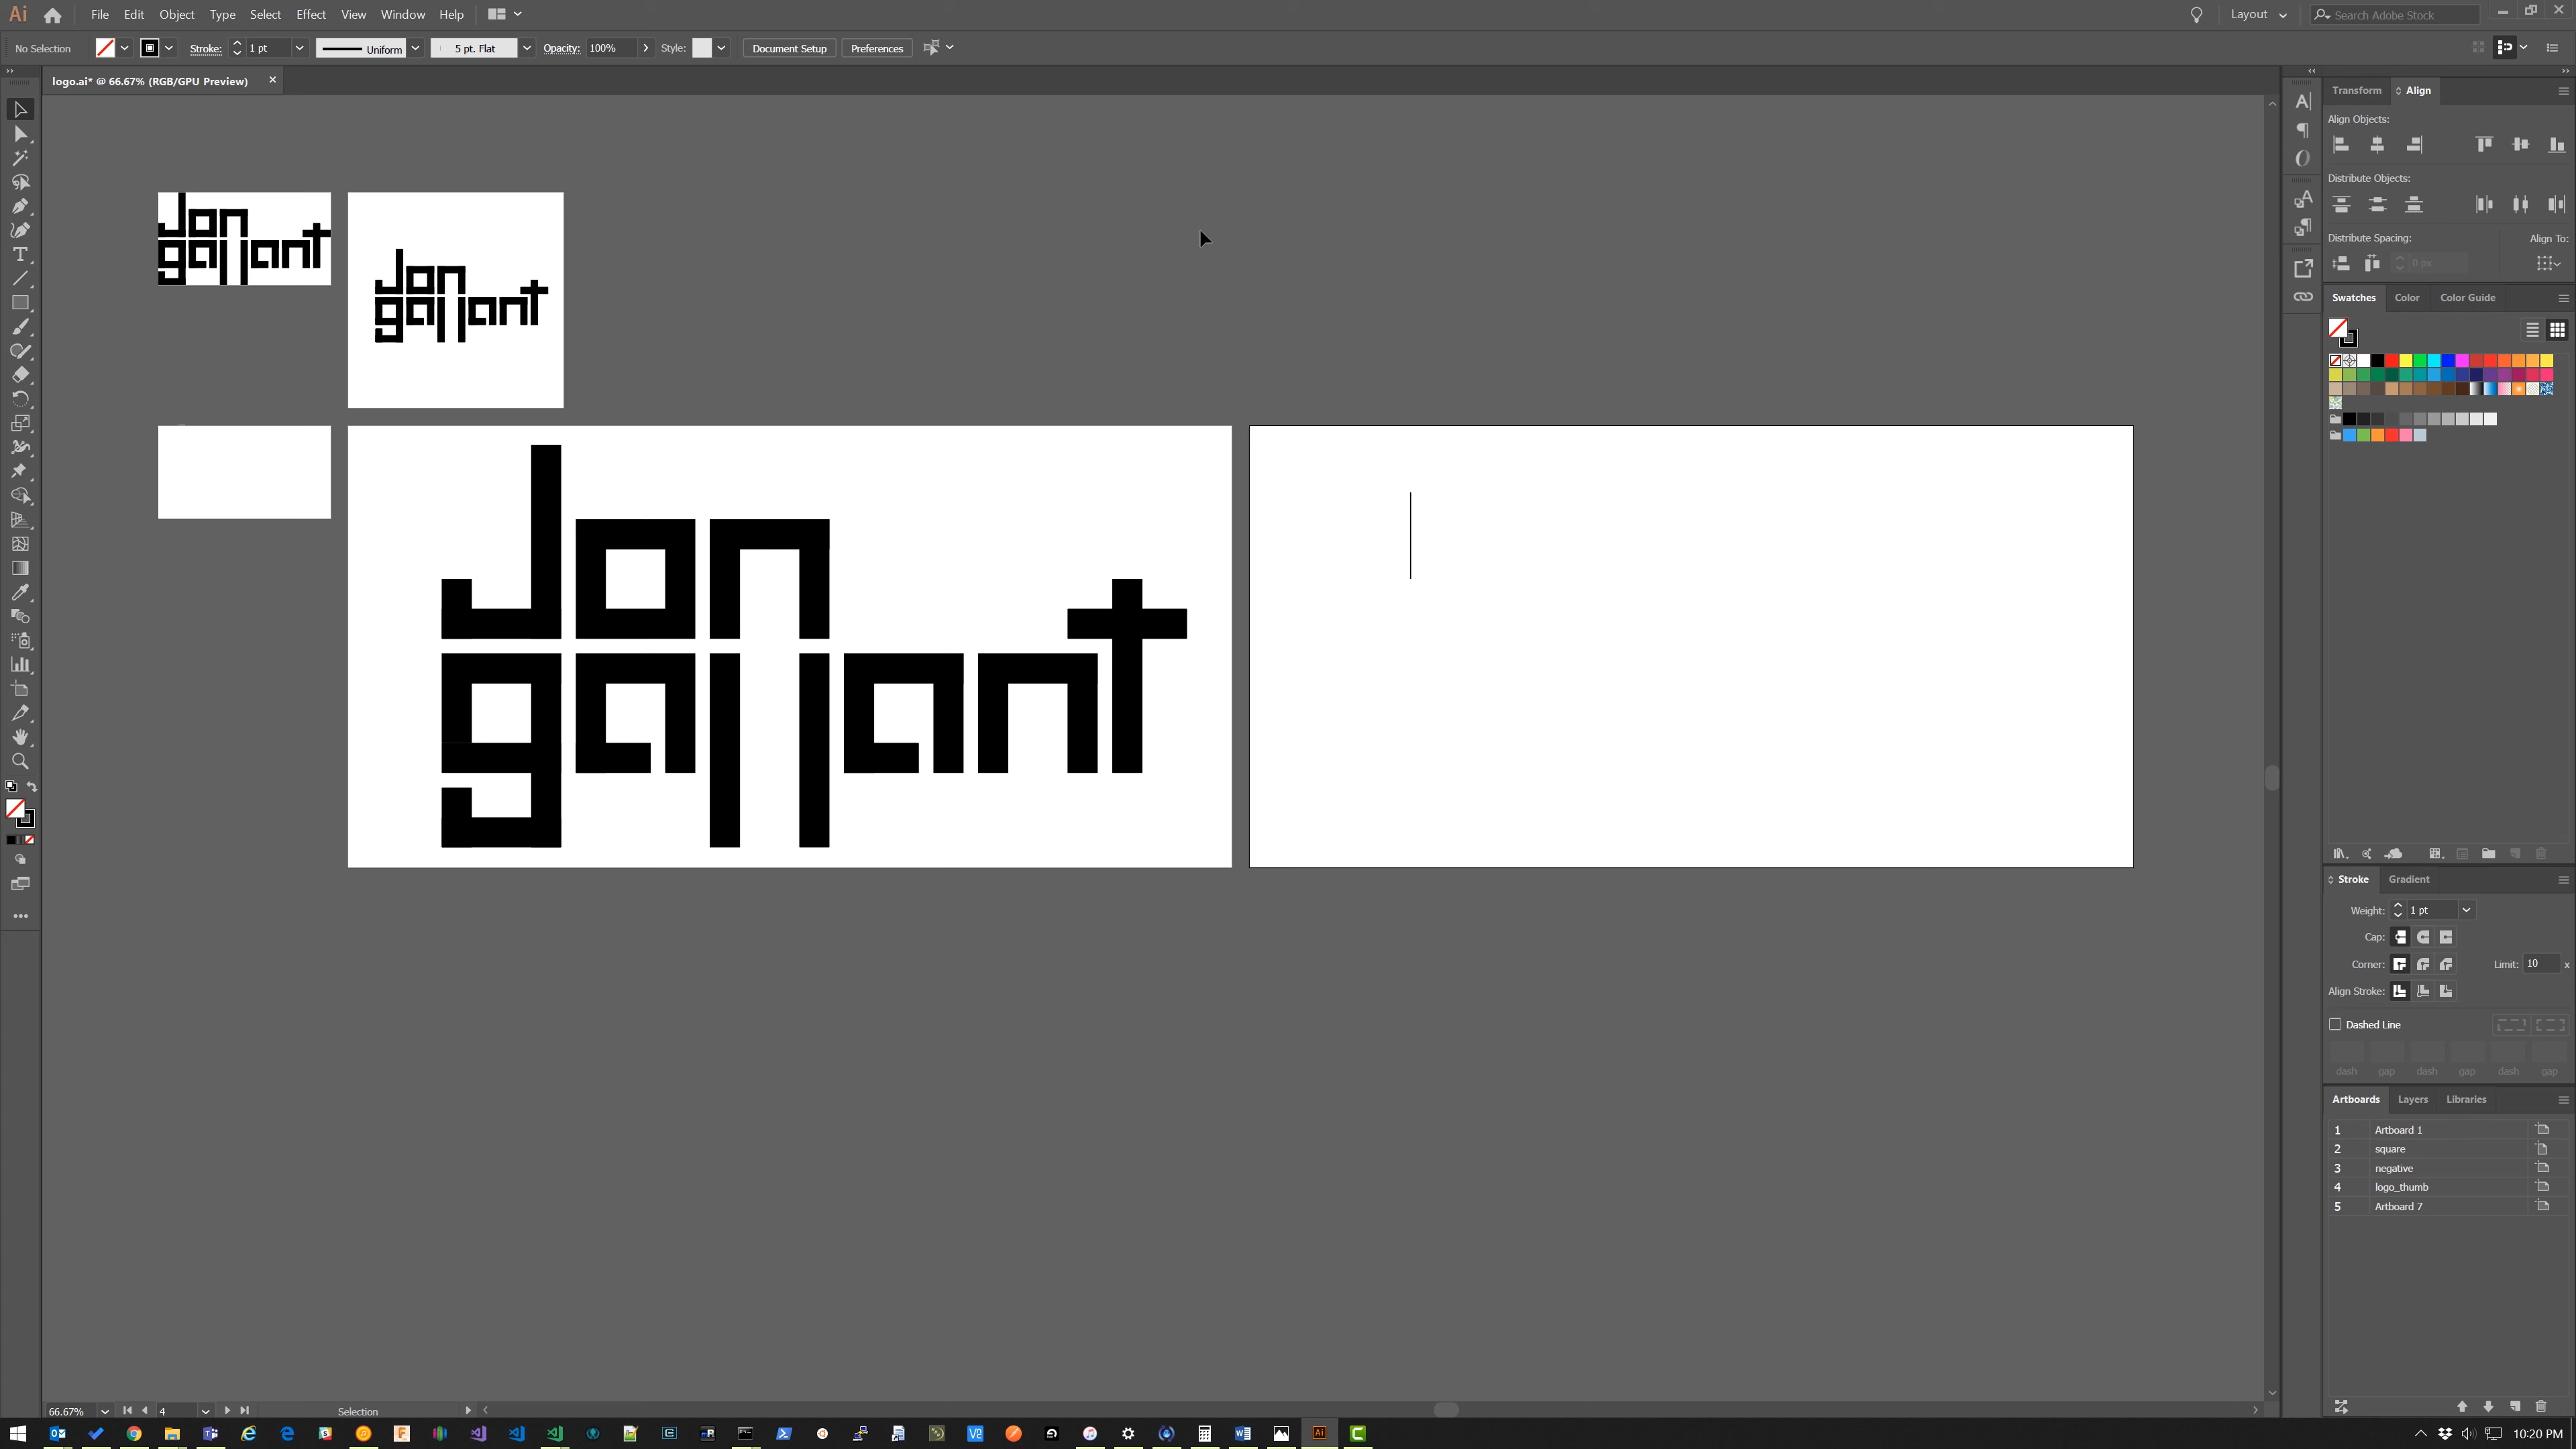 Ai File Edit Object Type Select Effect View Window Help Layout Search Adobe Stock
No Selection Stroke: 1 pt Uniform 5 pt. Flat Opacity: 100% Style: Document Setup Preferences
logo.ai* @ 66.67% (RGB/GPU Preview)
Jon
gallant
Jon
gallant
Jon
gallant
Transform Align
Align Objects:
Distribute Objects:
Distribute Spacing: Align To:
0 px
Swatches Color Color Guide
Stroke Gradient
Weight: 1 pt
Cap:
Corner: Limit: 10 x
Align Stroke:
Dashed Line
dash gap dash gap dash gap
Artboards Layers Libraries
1 Artboard 1
2 square
3 negative
4 logo_thumb
5 Artboard 7
66.67% 4 Selection
10:20 PM